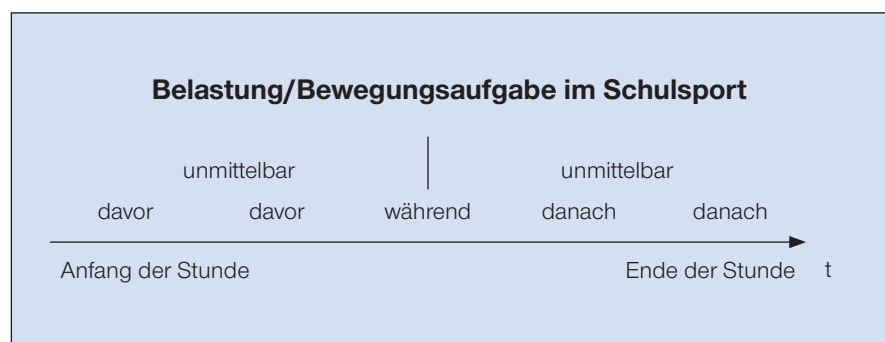 Belastung/Bewegungsaufgabe im Schulsport
unmittelbar unmittelbar
davor davor während danach danach
Anfang der Stunde Ende der Stunde t